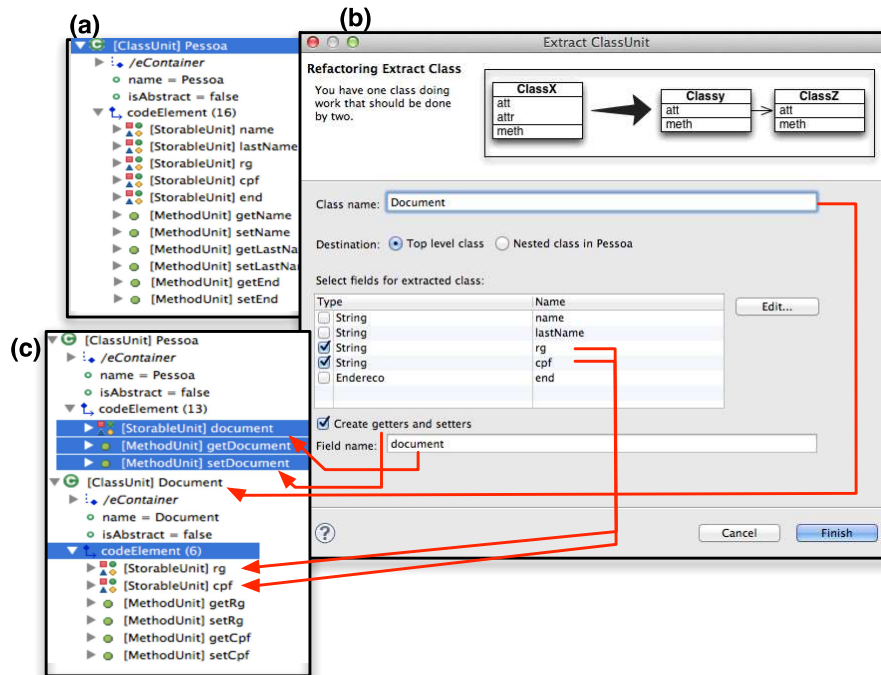 (a)
[ClassUnit] Pessoa
/eContainer
name = Pessoa
isAbstract = false
codeElement (16)
[StorableUnit] name
[StorableUnit] lastName
[StorableUnit] rg
[StorableUnit] cpf
[StorableUnit] end
[MethodUnit] getName
[MethodUnit] setName
[MethodUnit] getLastNa
[MethodUnit] setLastNa
[MethodUnit] getEnd
[MethodUnit] setEnd
(b)
Extract ClassUnit
Refactoring Extract Class
You have one class doing
work that should be done
by two.
ClassX
att
attr
meth
Classy
att
meth
ClassZ
att
meth
Class name: Document
Destination: Top level class Nested class in Pessoa
Select fields for extracted class:
Type Name
String name
String lastName
String rg
String cpf
Endereco end
Edit...
Create getters and setters
Field name: document
?
Cancel Finish
(c)
[ClassUnit] Pessoa
/eContainer
name = Pessoa
isAbstract = false
codeElement (13)
[StorableUnit] document
[MethodUnit] getDocument
[MethodUnit] setDocument
[ClassUnit] Document
/eContainer
name = Document
isAbstract = false
codeElement (6)
[StorableUnit] rg
[StorableUnit] cpf
[MethodUnit] getRg
[MethodUnit] setRg
[MethodUnit] getCpf
[MethodUnit] setCpf